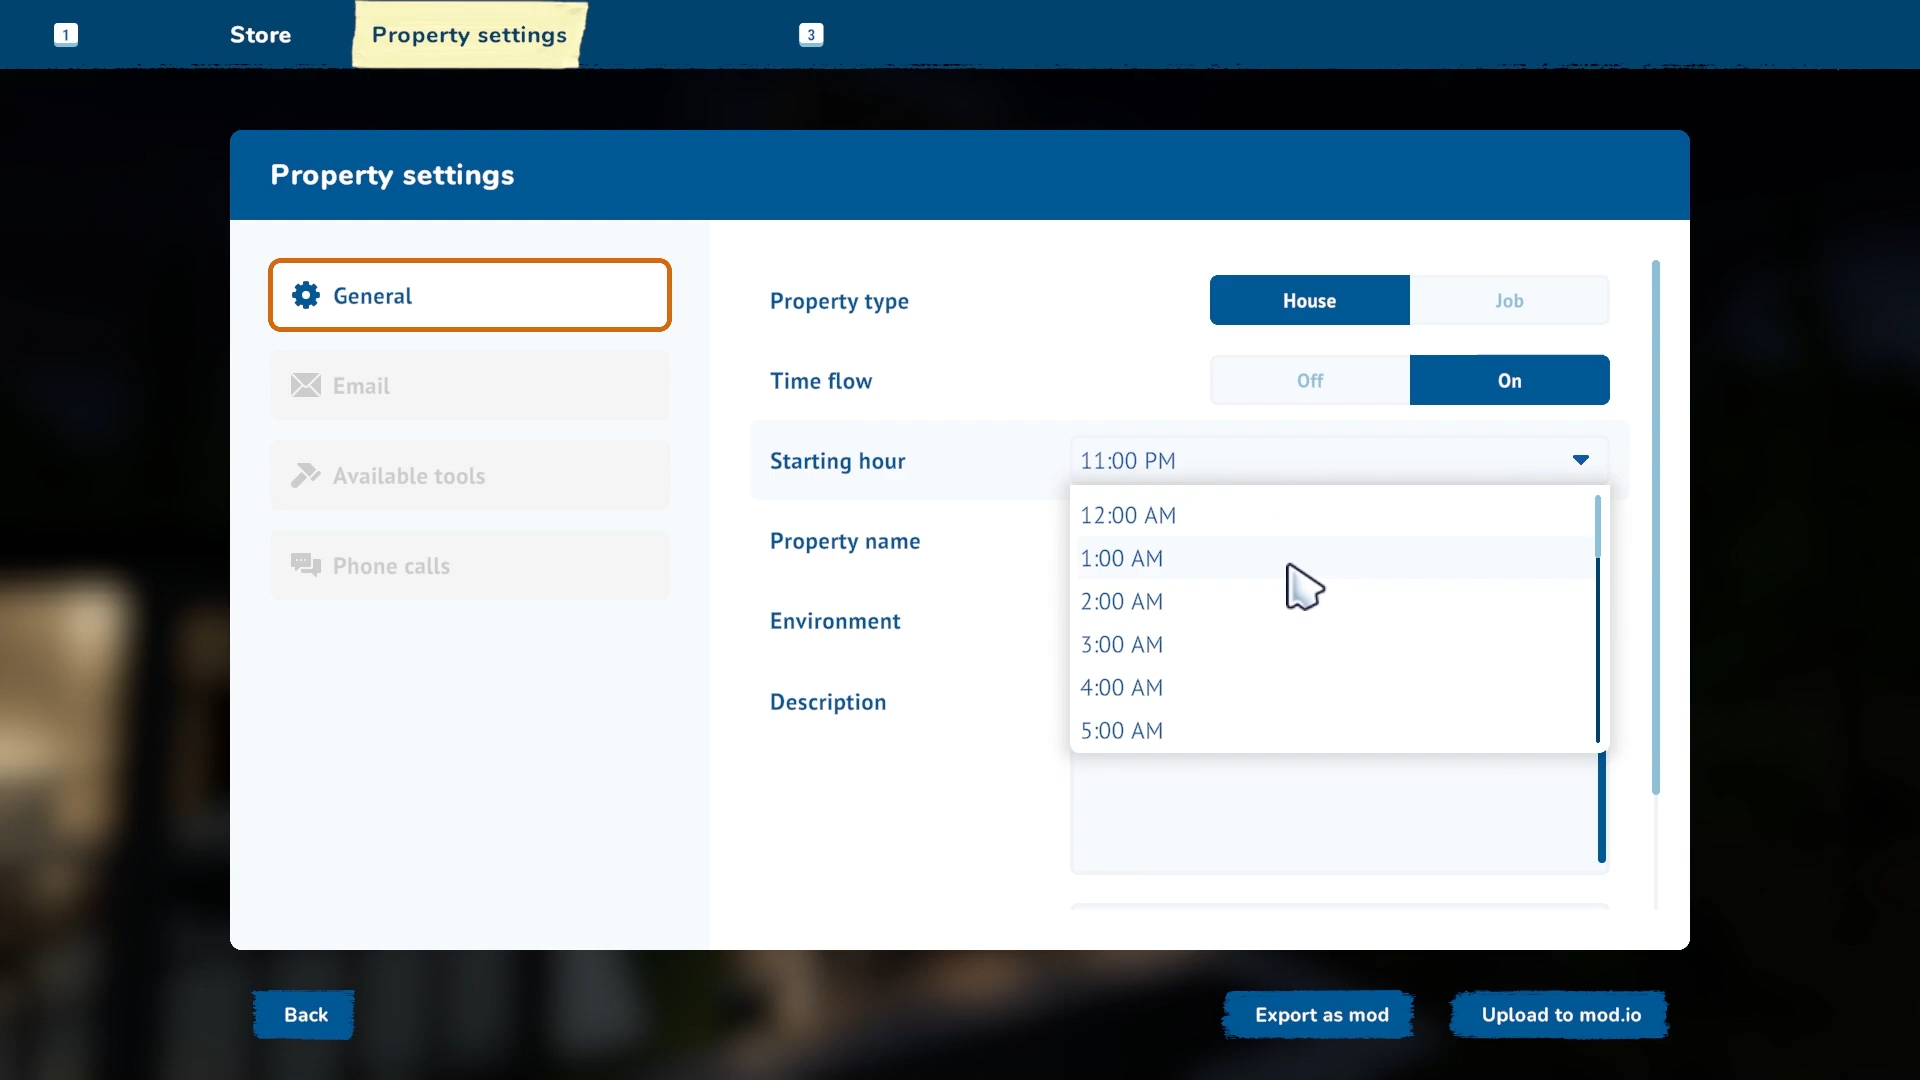 1
Store
Property settings
3
Property settings
General
Email
Available tools
Phone calls
Property type
House
Job
Time flow
Off
On
Starting hour
11:00 PM
12:00 AM
1:00 AM
2:00 AM
3:00 AM
4:00 AM
5:00 AM
Property name
Environment
Description
Back
Export as mod
Upload to mod.io